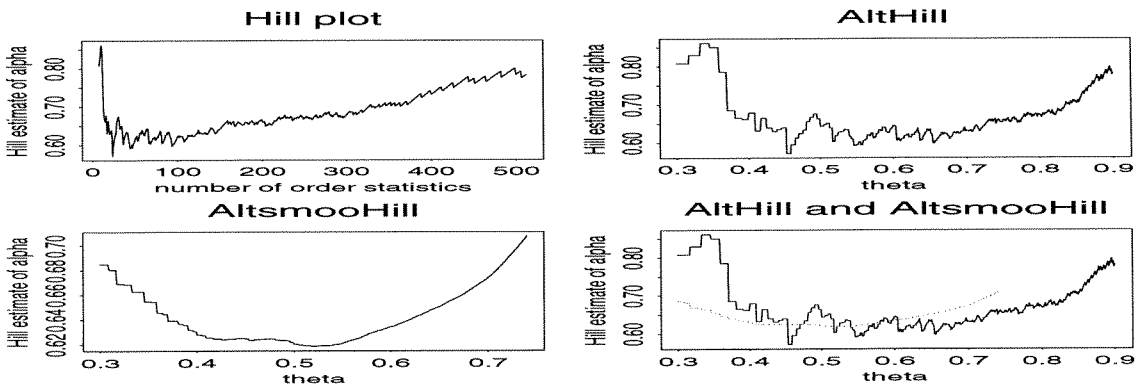 Hill plot
Hill estimate of alpha
0.60 0.70 0.80
0 100 200 300 400 500
number of order statistics
AltHill
Hill estimate of alpha
0.60 0.70 0.80
0.3 0.4 0.5 0.6 0.7 0.8 0.9
theta
AltsmooHill
Hill estimate of alpha
0.62 0.64 0.66 0.68 0.70
0.3 0.4 0.5 0.6 0.7
theta
AltHill and AltsmooHill
Hill estimate of alpha
0.60 0.70 0.80
0.3 0.4 0.5 0.6 0.7 0.8 0.9
theta